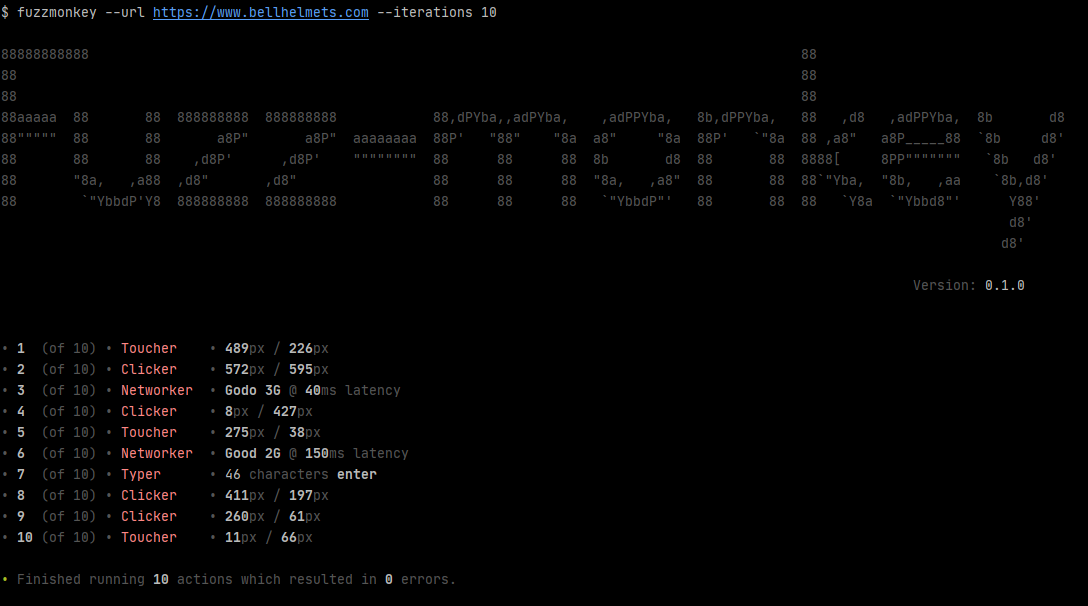 $ fuzzmonkey --url https://www.bellhelmets.com --iterations 10
88888888888                                                                                         88
88                                                                                                  88
88                                                                                                  88
88aaaaa  88       88  888888888  888888888            88,dPYba,,adPYba,    ,adPPYba,   8b,dPPYba,   88   ,d8   ,adPPYba,  8b       d8
88"""""  88       88       a8P"       a8P"  aaaaaaaa  88P'   "88"    "8a  a8"     "8a  88P'   `"8a  88 ,a8"   a8P_____88  `8b     d8'
88       88       88    ,d8P'      ,d8P'    """"""""  88      88      88  8b       d8  88       88  8888[     8PP"""""""   `8b   d8'
88       "8a,   ,a88  ,d8"       ,d8"                 88      88      88  "8a,   ,a8"  88       88  88`"Yba,  "8b,   ,aa    `8b,d8'
88        `"YbbdP'Y8  888888888  888888888            88      88      88   `"YbbdP"'   88       88  88   `Y8a  `"Ybbd8"'      Y88'
                                                                                                                              d8'
                                                                                                                             d8'
Version: 0.1.0
• 1  (of 10) • Toucher    • 489px / 226px
• 2  (of 10) • Clicker    • 572px / 595px
• 3  (of 10) • Networker  • Godo 3G @ 40ms latency
• 4  (of 10) • Clicker    • 8px / 427px
• 5  (of 10) • Toucher    • 275px / 38px
• 6  (of 10) • Networker  • Good 2G @ 150ms latency
• 7  (of 10) • Typer      • 46 characters enter
• 8  (of 10) • Clicker    • 411px / 197px
• 9  (of 10) • Clicker    • 260px / 61px
• 10 (of 10) • Toucher    • 11px / 66px
• Finished running 10 actions which resulted in 0 errors.